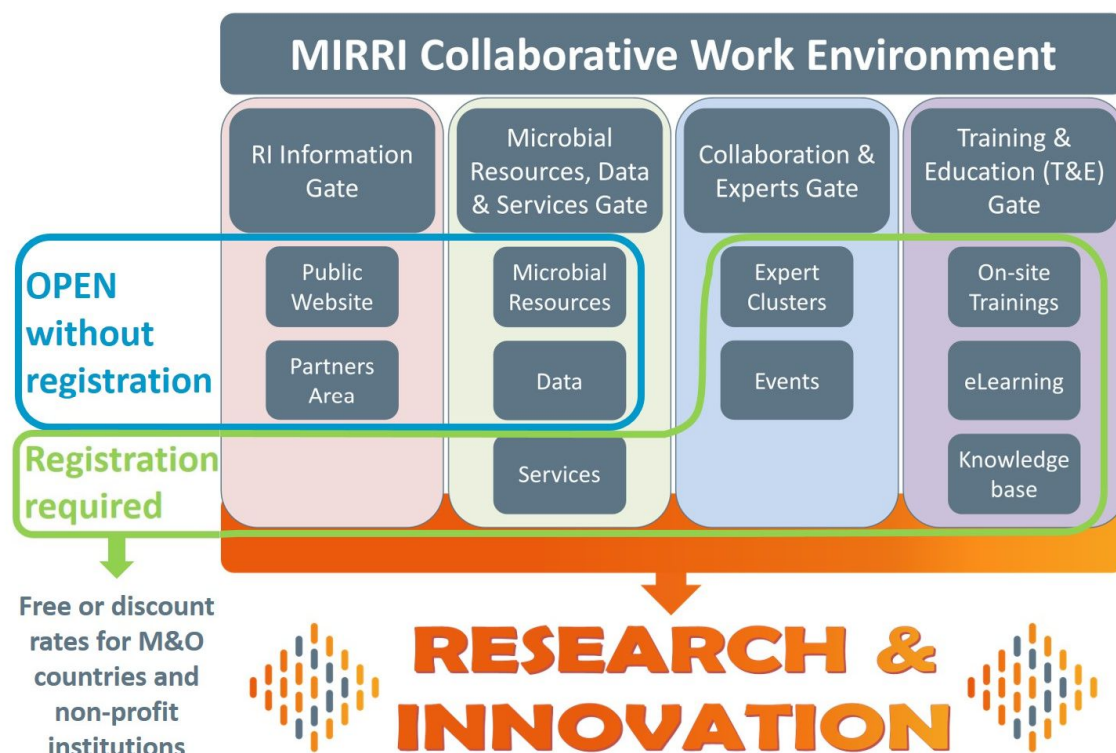 MIRRI Collaborative Work Environment
RI Information
Gate
Microbial
Resources, Data
& Services Gate
Collaboration &
Experts Gate
Training &
Education (T&E)
Gate
OPEN
without
registration
Public
Website
Partners
Area
Microbial
Resources
Data
Services
Expert
Clusters
Events
On-site
Trainings
eLearning
Knowledge
base
Registration
required
Free or discount
rates for M&O
countries and
non-profit
institutions
RESEARCH &
INNOVATION